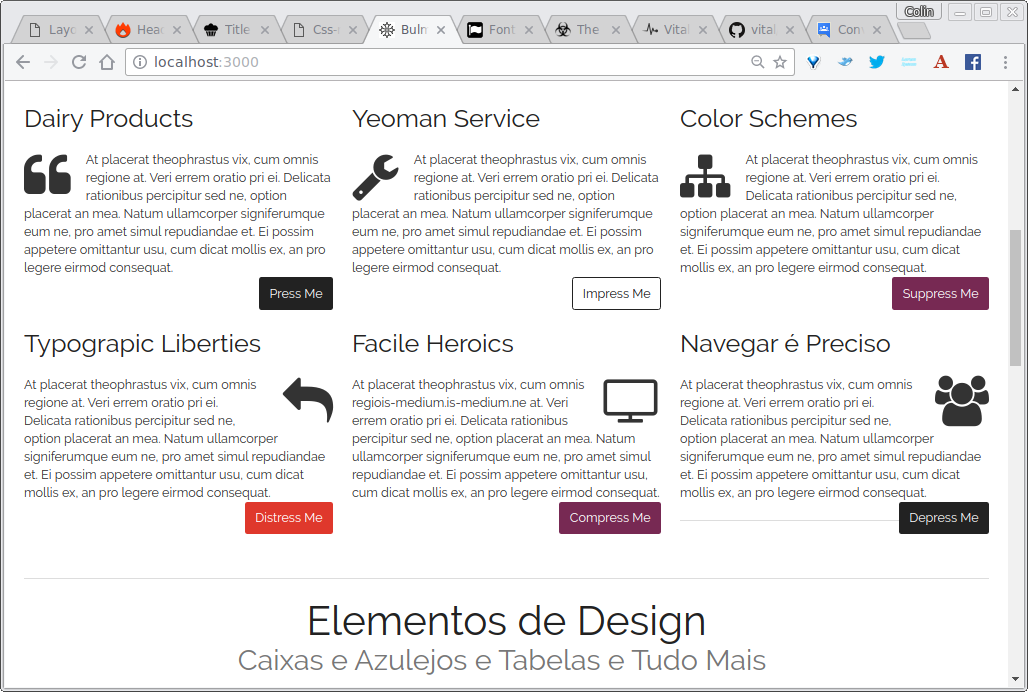 Colin
Layo
Head
Title
Css-r
Bulm
Font
The
Vital
vital
Con
localhost:3000
Dairy Products
At placerat theophrastus vix, cum omnis
regione at. Veri errem oratio pri ei. Delicata
rationibus percipitur sed ne, option
placerat an mea. Natum ullamcorper signiferumque
eum ne, pro amet simul repudiandae et. Ei possim
appetere omittantur usu, cum dicat mollis ex, an pro
legere eirmod consequat.
Press Me
Yeoman Service
At placerat theophrastus vix, cum omnis
regione at. Veri errem oratio pri ei. Delicata
rationibus percipitur sed ne, option
placerat an mea. Natum ullamcorper signiferumque
eum ne, pro amet simul repudiandae et. Ei possim
appetere omittantur usu, cum dicat mollis ex, an pro
legere eirmod consequat.
Impress Me
Color Schemes
At placerat theophrastus vix, cum omnis
regione at. Veri errem oratio pri ei.
Delicata rationibus percipitur sed ne,
option placerat an mea. Natum ullamcorper
signiferumque eum ne, pro amet simul repudiandae
et. Ei possim appetere omittantur usu, cum dicat
mollis ex, an pro legere eirmod consequat.
Suppress Me
Typograpic Liberties
At placerat theophrastus vix, cum omnis
regione at. Veri errem oratio pri ei.
Delicata rationibus percipitur sed ne,
option placerat an mea. Natum ullamcorper
signiferumque eum ne, pro amet simul repudiandae
et. Ei possim appetere omittantur usu, cum dicat
mollis ex, an pro legere eirmod consequat.
Distress Me
Facile Heroics
At placerat theophrastus vix, cum omnis
regiois-medium.is-medium.ne at. Veri
errem oratio pri ei. Delicata rationibus
percipitur sed ne, option placerat an mea. Natum
ullamcorper signiferumque eum ne, pro amet simul
repudiandae et. Ei possim appetere omittantur usu,
cum dicat mollis ex, an pro legere eirmod consequat.
Compress Me
Navegar é Preciso
At placerat theophrastus vix, cum omnis
regione at. Veri errem oratio pri ei.
Delicata rationibus percipitur sed ne,
option placerat an mea. Natum ullamcorper
signiferumque eum ne, pro amet simul repudiandae
et. Ei possim appetere omittantur usu, cum dicat
mollis ex, an pro legere eirmod consequat.
Depress Me
Elementos de Design
Caixas e Azulejos e Tabelas e Tudo Mais